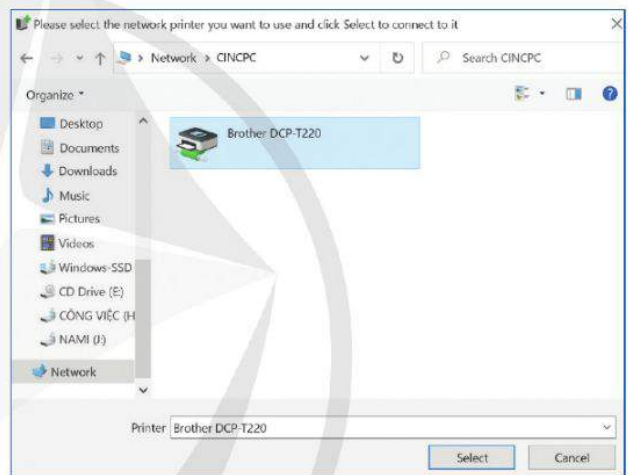 Please select the network printer you want to use and click Select to connect to it
Network > CINCPC
Search CINCPC
Organize
Desktop
Documents
Downloads
Music
Pictures
Videos
Windows-SSD
CD Drive (E:)
CÔNG VIỆC (H
NAMI (J:)
Network
Brother DCP-T220
Printer Brother DCP-T220
Select Cancel